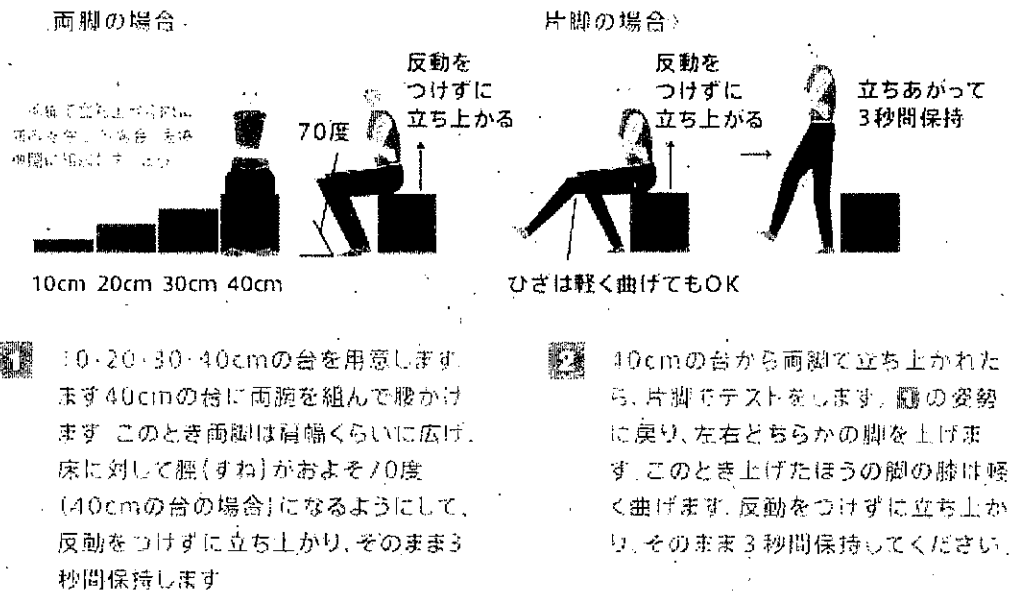 両脚の場合
反動を
つけずに
立ち上がる
70度
10cm 20cm 30cm 40cm
片脚の場合
反動を
つけずに
立ち上がる
立ちあがって
3秒間保持
ひざは軽く曲げてもOK
1
10・20・30・40cmの台を用意します。
まず40cmの台に両腕を組んで腰かけ
ます。このとき両脚は肩幅くらいに広げ、
床に対して脛(すね)がおよそ70度
(40cmの台の場合)になるようにして、
反動をつけずに立ち上がり、そのまま3
秒間保持します
2
40cmの台から両脚で立ち上がれた
ら、片脚でテストをします。1の姿勢
に戻り、左右どちらかの脚を上げま
す。このとき上げたほうの脚の膝は軽
く曲げます。反動をつけずに立ち上が
り、そのまま3秒間保持してください。